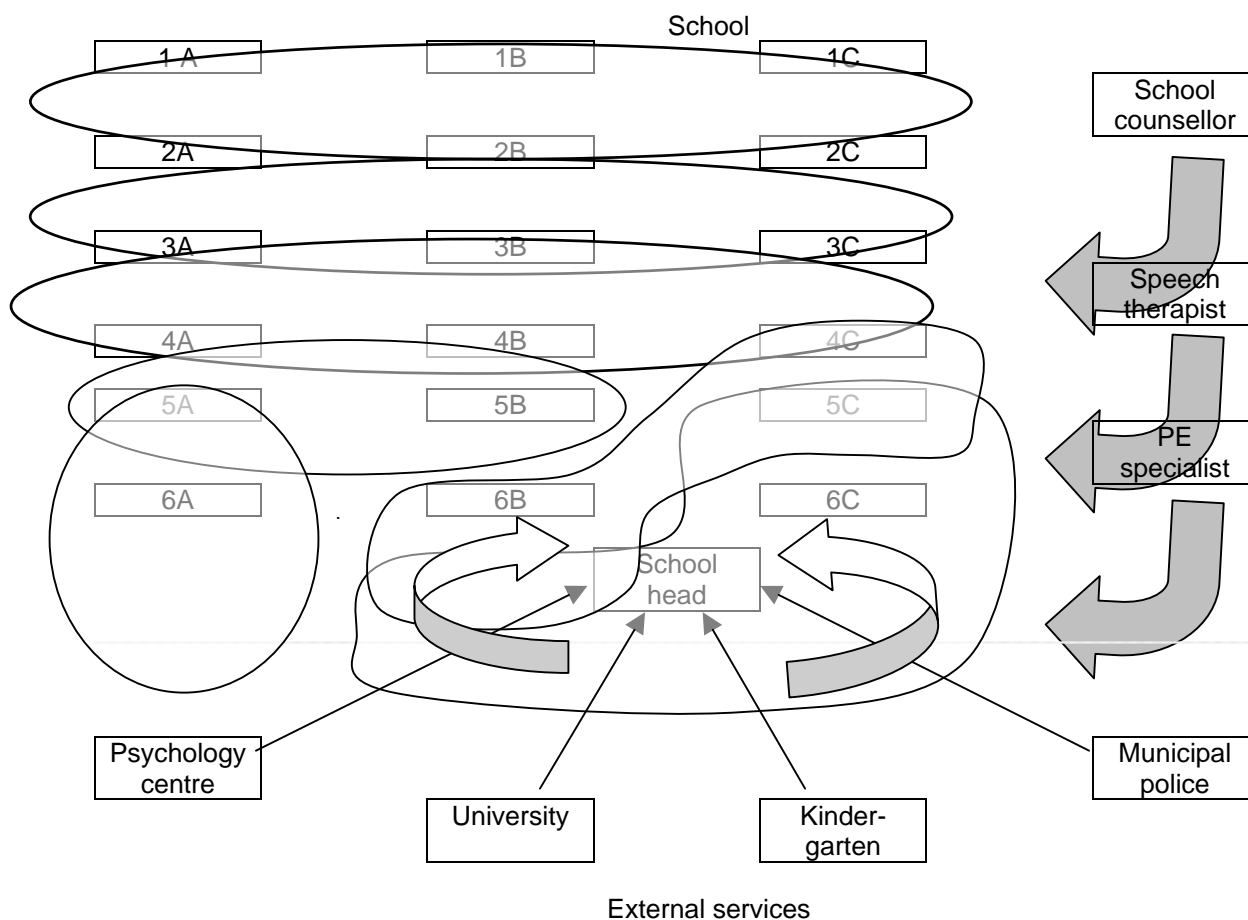 School
1 A
1B
1C
School
counsellor
2A
2B
2C
3A
3B
3C
Speech
therapist
4A
4B
4C
5A
5B
5C
PE
specialist
6A
6B
6C
School
head
Psychology
centre
Municipal
police
University
Kinder-
garten
External services